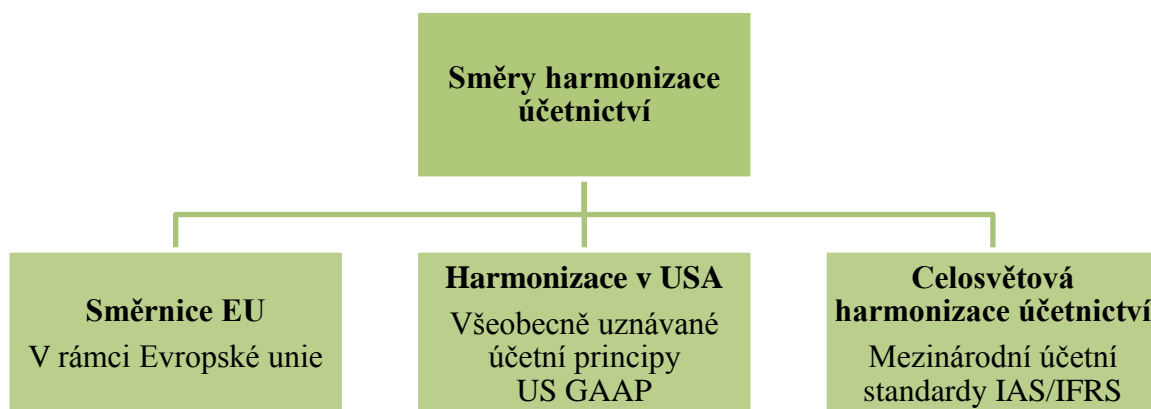 Směry harmonizace
účetnictví
Směrnice EU
V rámci Evropské unie
Harmonizace v USA
Všeobecně uznávané
účetní principy
US GAAP
Celosvětová
harmonizace účetnictví
Mezinárodní účetní
standardy IAS/IFRS